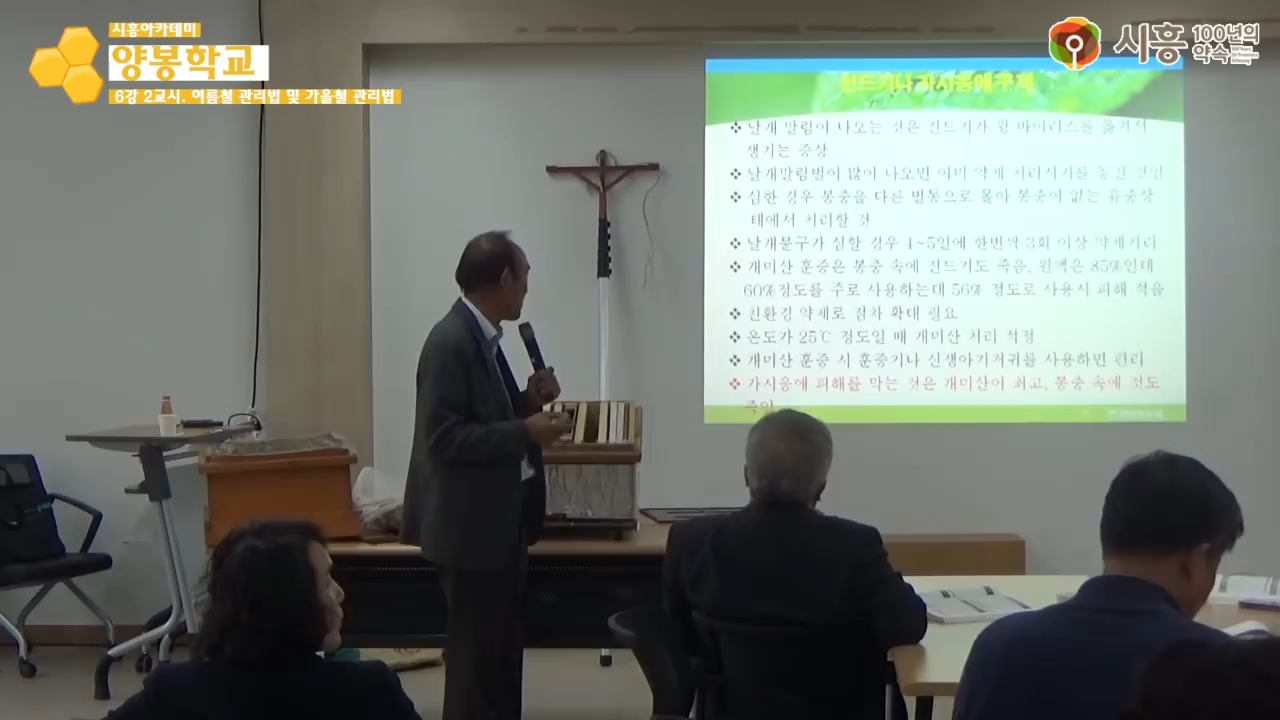 시흥아카데미
양봉학교
6강 2교시. 여름철 관리법 및 가을철 관리법
시흥 100년의
약속
진드기나 가시응애 구제
❖ 날개 말림이 나오는 것은 진드기가 윙 바이러스를 옮겨서
생기는 증상
❖ 날개말림벌이 많이 나오면 이미 약제 처리시기를 놓친 것임
❖ 심한 경우 봉충을 다른 벌통으로 몰아 봉충이 없는 유충상
태에서 처리할 것
❖ 날개불구가 심할 경우 4~5일에 한번씩 3회 이상 약제처리
❖ 개미산 훈증은 봉충 속에 진드기도 죽음, 원액은 85%인데
60%정도를 주로 사용하는데 56% 정도로 사용시 피해 적음
❖ 친환경 약제로 점차 확대 필요
❖ 온도가 25℃ 정도일 때 개미산 처리 적정
❖ 개미산 훈증 시 훈증기나 신생아기저귀를 사용하면 편리
❖ 가시응애 피해를 막는 것은 개미산이 최고, 봉충 속에 것도
죽아